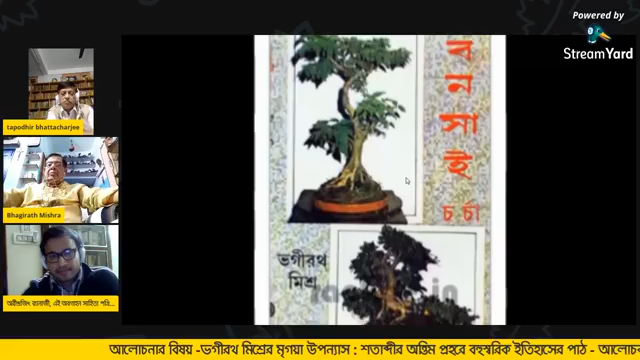 Powered by
StreamYard
tapodhir bhattacharjee
Bhagirath Mishra
বনসাই
চর্চা
ভগীরথ
মিশ্র
আলোচনার বিষয় -ভগীরথ মিশ্রের মৃগয়া উপন্যাস : শতাব্দীর অন্তিম প্রহরে বহুস্বরিক ইতিহাসের পাঠ - আলোচ